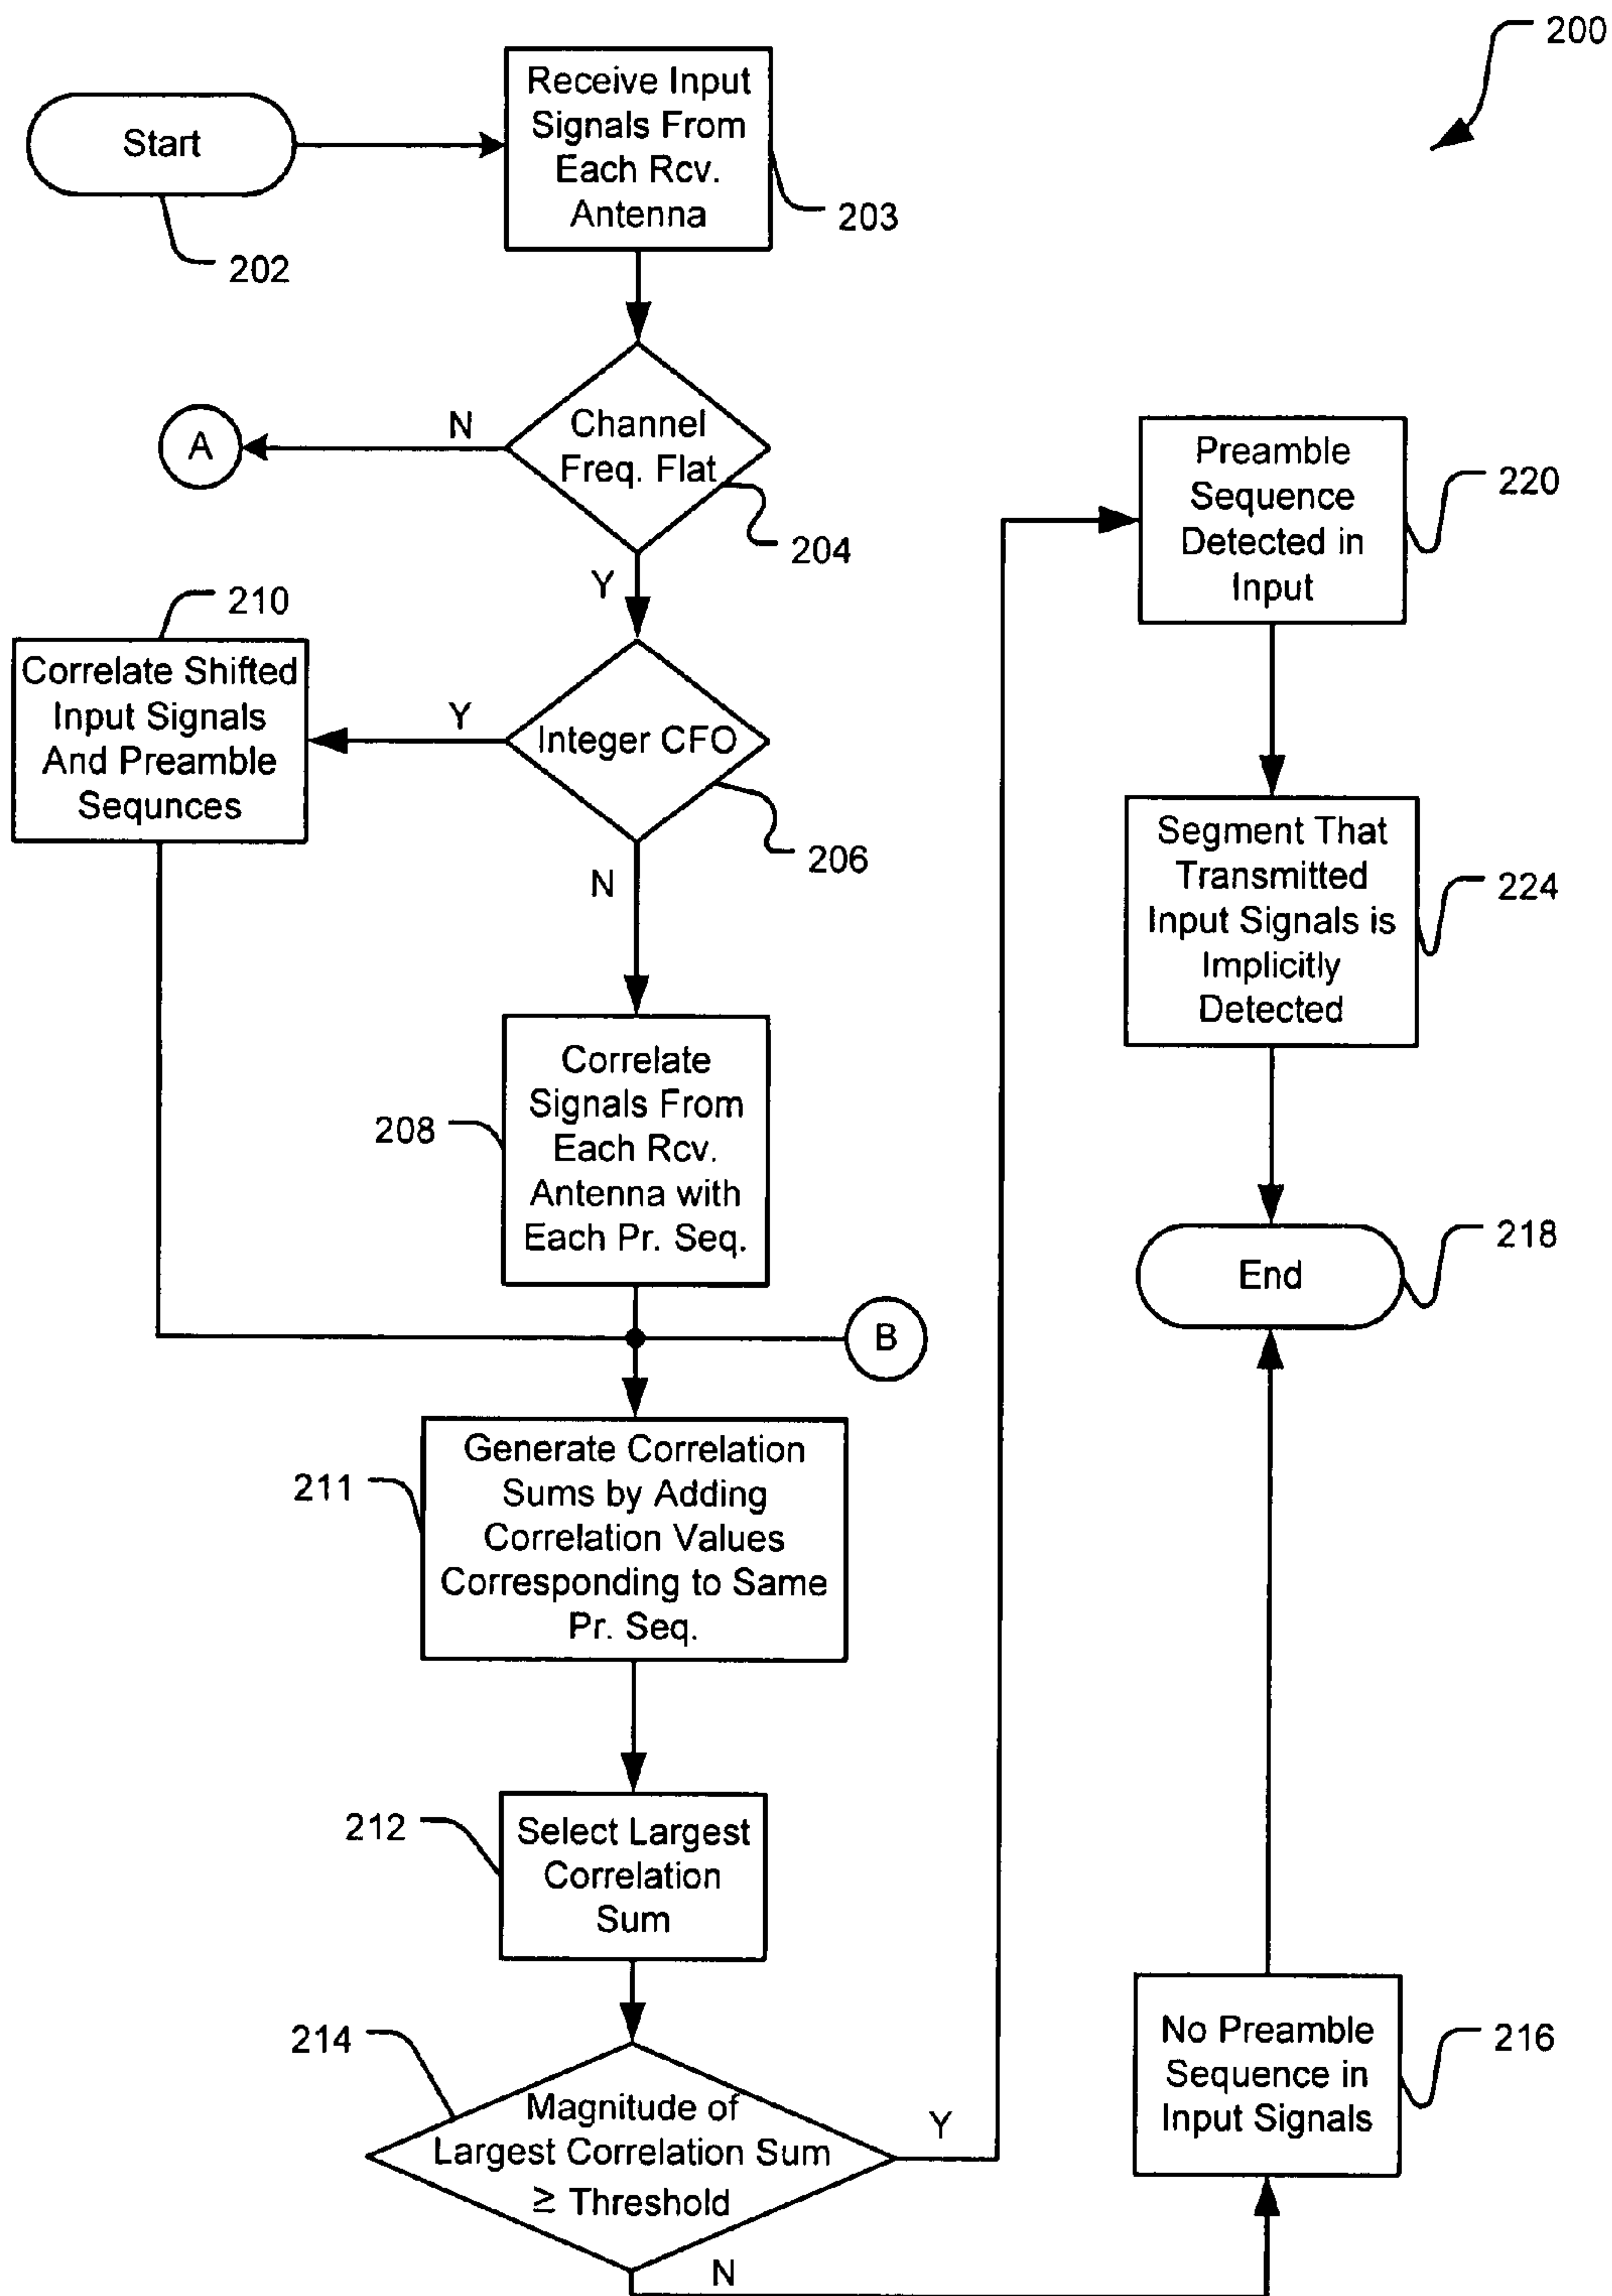 200
Start
202
Receive Input
Signals From
Each Rcv.
Antenna
203
Channel
Freq. Flat
204
N
A
Y
Integer CFO
206
Y
210
Correlate Shifted
Input Signals
And Preamble
Sequnces
N
Correlate
Signals From
Each Rcv.
Antenna with
Each Pr. Seq.
208
B
Generate Correlation
Sums by Adding
Correlation Values
Corresponding to Same
Pr. Seq.
211
Select Largest
Correlation
Sum
212
Magnitude of
Largest Correlation Sum
≥ Threshold
214
Y
N
Preamble
Sequence
Detected in
Input
220
Segment That
Transmitted
Input Signals is
Implicitly
Detected
224
End
218
No Preamble
Sequence in
Input Signals
216